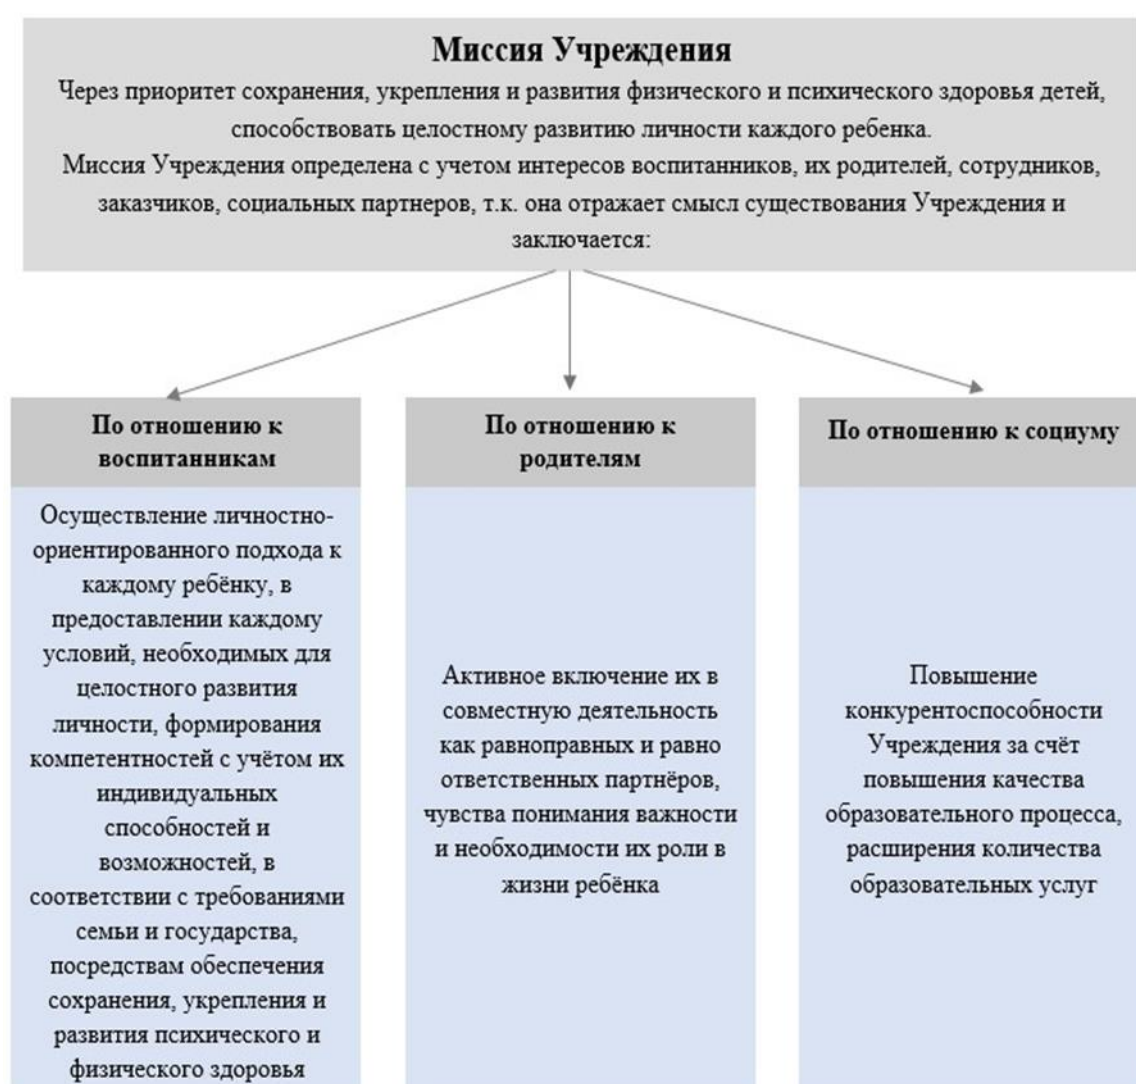 Миссия Учреждения
Через приоритет сохранения, укрепления и развития физического и психического здоровья детей,
способствовать целостному развитию личности каждого ребенка.
Миссия Учреждения определена с учетом интересов воспитанников, их родителей, сотрудников,
заказчиков, социальных партнеров, т.к. она отражает смысл существования Учреждения и
заключается:
По отношению к
воспитанникам
Осуществление личностно-
ориентированного подхода к
каждому ребёнку, в
предоставлении каждому
условий, необходимых для
целостного развития
личности, формирования
компетентностей с учётом их
индивидуальных
способностей и
возможностей, в
соответствии с требованиями
семьи и государства,
посредствам обеспечения
сохранения, укрепления и
развития психического и
физического здоровья
По отношению к
родителям
Активное включение их в
совместную деятельность
как равноправных и равно
ответственных партнёров,
чувства понимания важности
и необходимости их роли в
жизни ребёнка
По отношению к социуму
Повышение
конкурентоспособности
Учреждения за счёт
повышения качества
образовательного процесса,
расширения количества
образовательных услуг